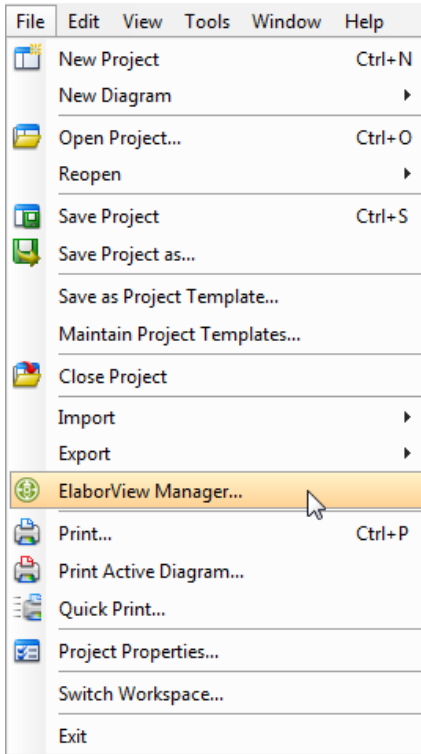 File Edit View Tools Window Help
New Project Ctrl+N
New Diagram
Open Project... Ctrl+O
Reopen
Save Project Ctrl+S
Save Project as...
Save as Project Template...
Maintain Project Templates...
Close Project
Import
Export
ElaborView Manager...
Print... Ctrl+P
Print Active Diagram...
Quick Print...
Project Properties...
Switch Workspace...
Exit